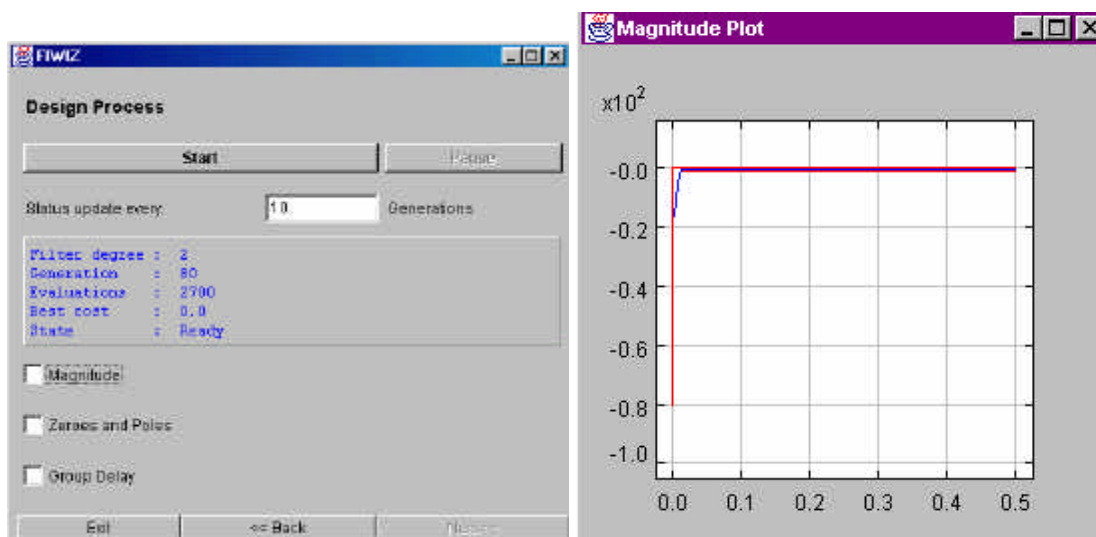 FIWIZ
Design Process
Start
Pause
Status update every:
10
Generations
Filter degree : 2
Generation : 80
Evaluations : 2700
Best cost : 0.0
State : Ready
Magnitude
Zeroes and Poles
Group Delay
Exit
<< Back
Magnitude Plot
x10²
-0.0
-0.2
-0.4
-0.6
-0.8
-1.0
0.0 0.1 0.2 0.3 0.4 0.5